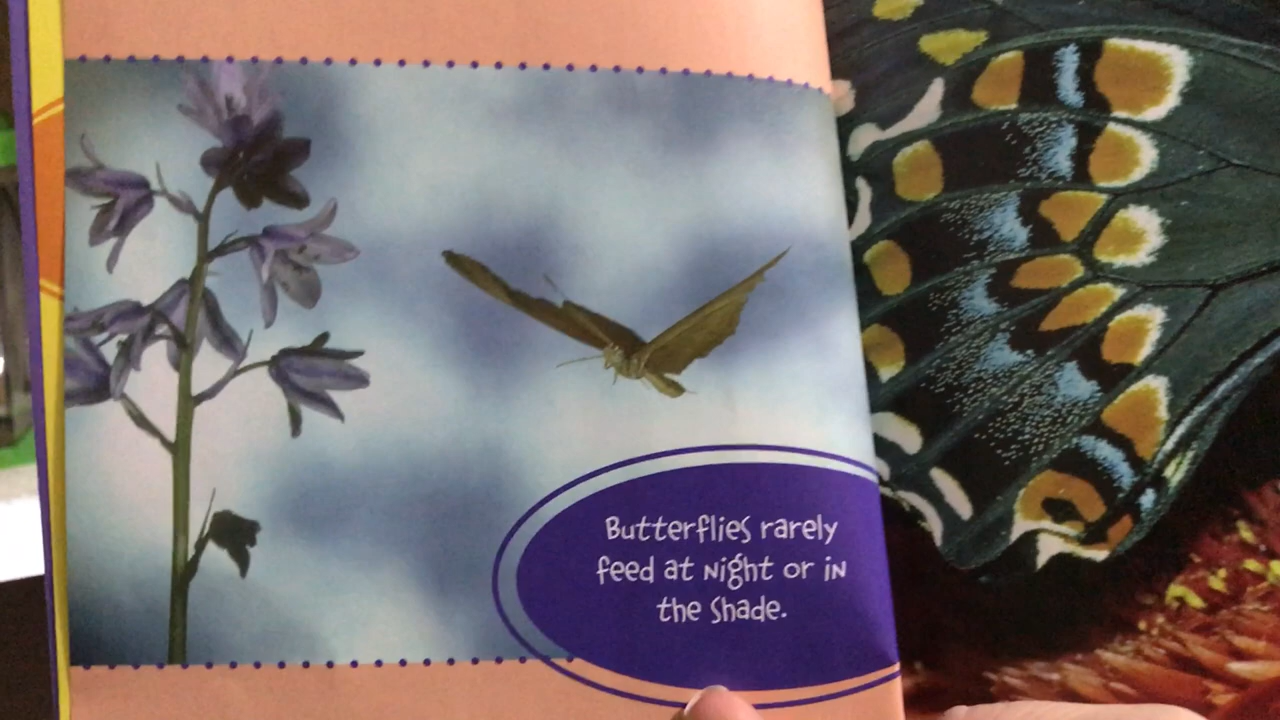 Butterflies rarely
feed at night or in
the shade.